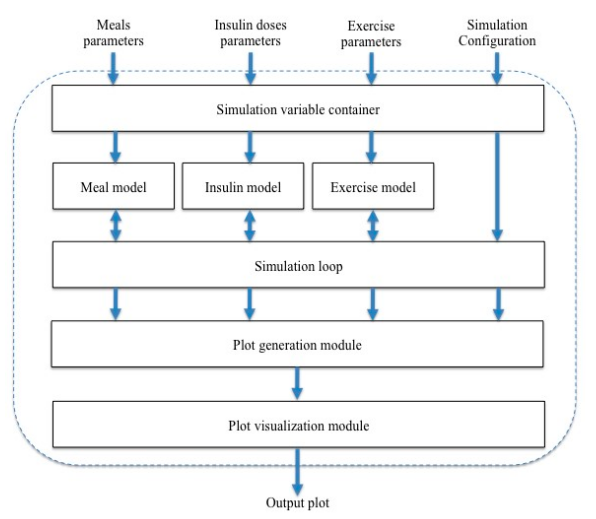 Meals
parameters
Insulin doses
parameters
Exercise
parameters
Simulation
Configuration
Simulation variable container
Meal model
Insulin model
Exercise model
Simulation loop
Plot generation module
Plot visualization module
Output plot